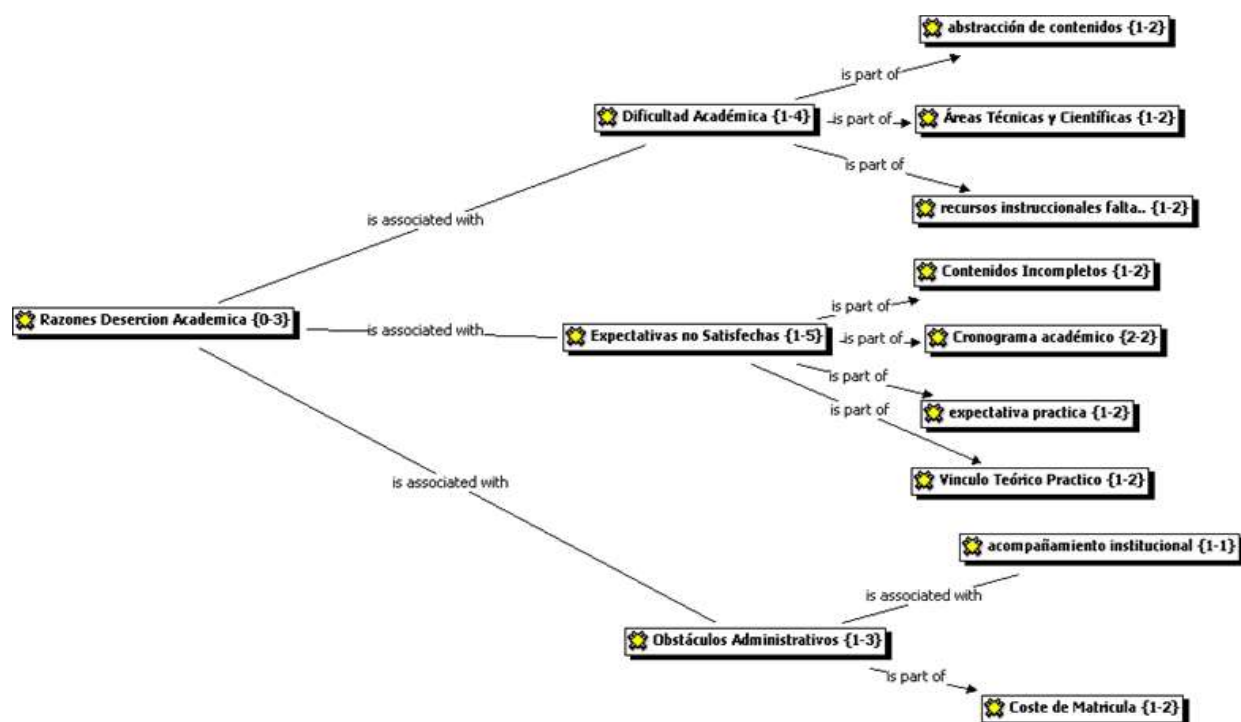 abstracción de contenidos {1-2}
is part of
Dificultad Académica {1-4}
is part of
Áreas Técnicas y Científicas {1-2}
is part of
recursos instruccionales falta.. {1-2}
is associated with
Contenidos Incompletos {1-2}
is part of
Razones Desercion Academica {0-3}
is associated with
Expectativas no Satisfechas {1-5}
is part of
Cronograma académico {2-2}
is part of
expectativa practica {1-2}
is part of
Vinculo Teórico Practico {1-2}
is associated with
acompañamiento institucional {1-1}
is associated with
Obstáculos Administrativos {1-3}
is part of
Coste de Matricula {1-2}